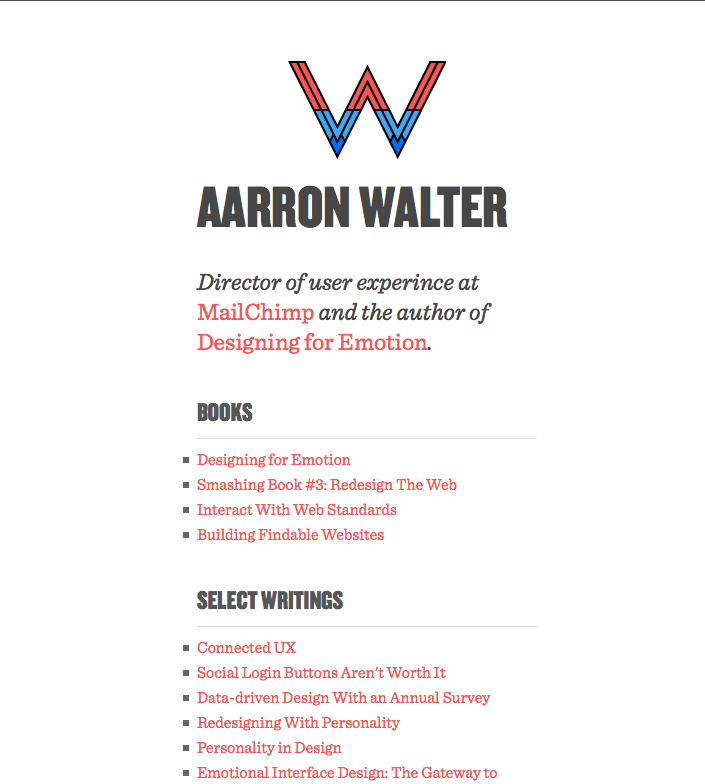 W
AARRON WALTER
Director of user experince at
MailChimp and the author of
Designing for Emotion.
BOOKS
Designing for Emotion
Smashing Book #3: Redesign The Web
Interact With Web Standards
Building Findable Websites
SELECT WRITINGS
Connected UX
Social Login Buttons Aren't Worth It
Data-driven Design With an Annual Survey
Redesigning With Personality
Personality in Design
Emotional Interface Design: The Gateway to